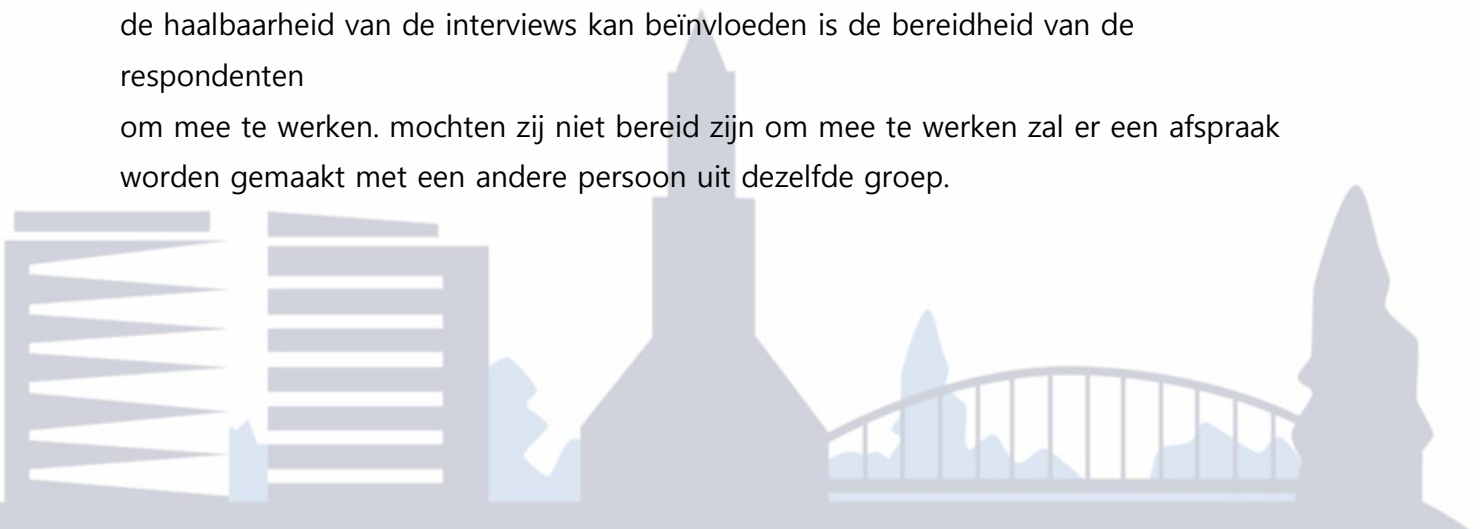 de haalbaarheid van de interviews kan beïnvloeden is de bereidheid van de
respondenten
om mee te werken. mochten zij niet bereid zijn om mee te werken zal er een afspraak
worden gemaakt met een andere persoon uit dezelfde groep.